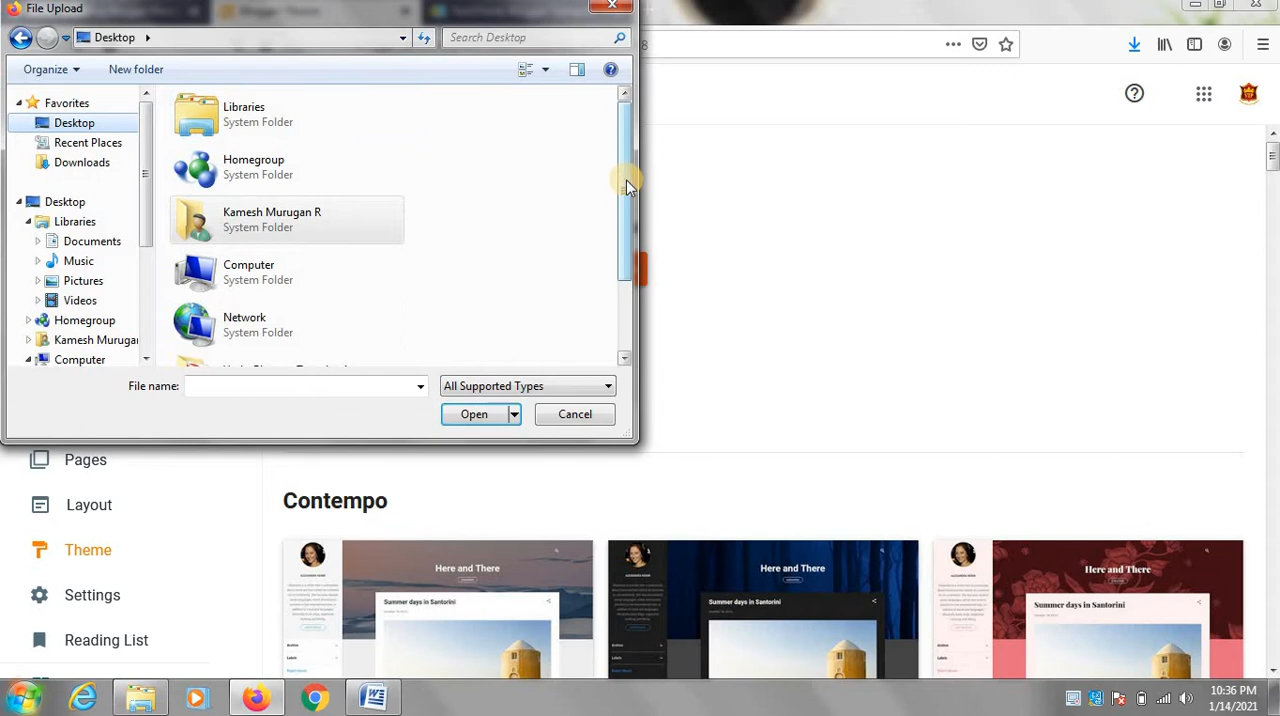 File Upload
Desktop
Search Desktop
8
Organize
New folder
Favorites
Desktop
Recent Places
Downloads
Desktop
Libraries
Documents
Music
Pictures
Videos
Homegroup
Kamesh Murugan
Computer
Libraries
System Folder
Homegroup
System Folder
Kamesh Murugan R
System Folder
Computer
System Folder
Network
System Folder
File name:
All Supported Types
Open
Cancel
VIP
Pages
Layout
Theme
Settings
Reading List
Contempo
Here and There
Summer days in Santorini
Here and There
Summer days in Santorini
Here and There
Summer days in Santorini
10:36 PM
1/14/2021